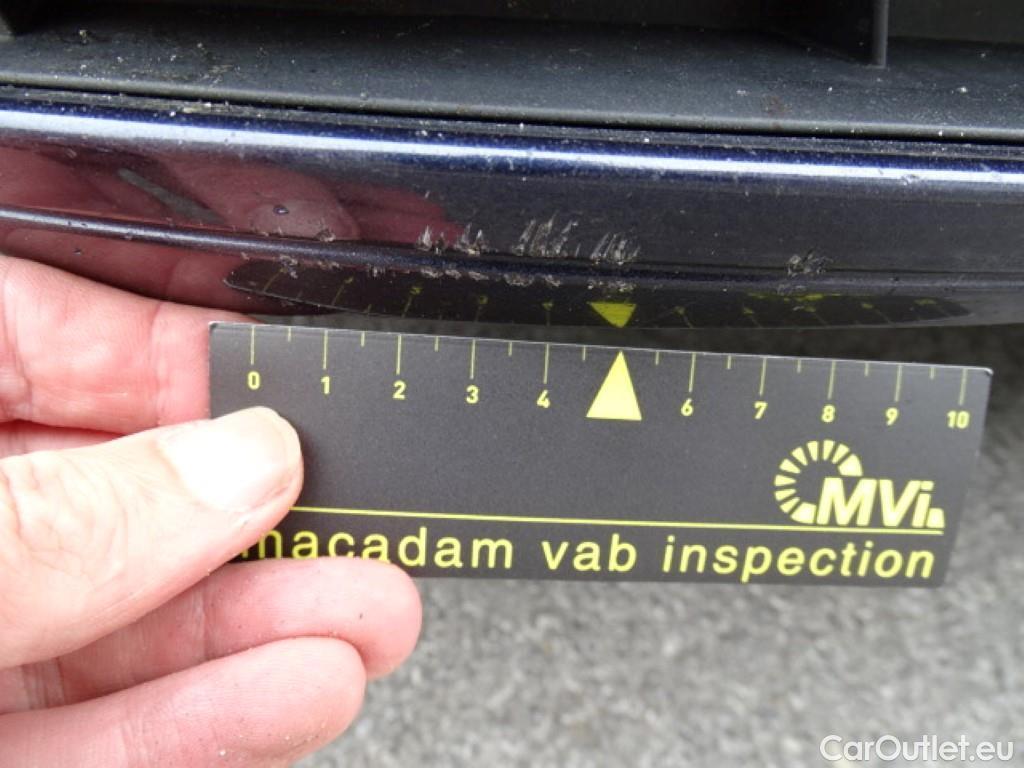 0 1 2 3 4 6 7 8 9 10
MVi
macadam vab inspection
CarOutlet.eu